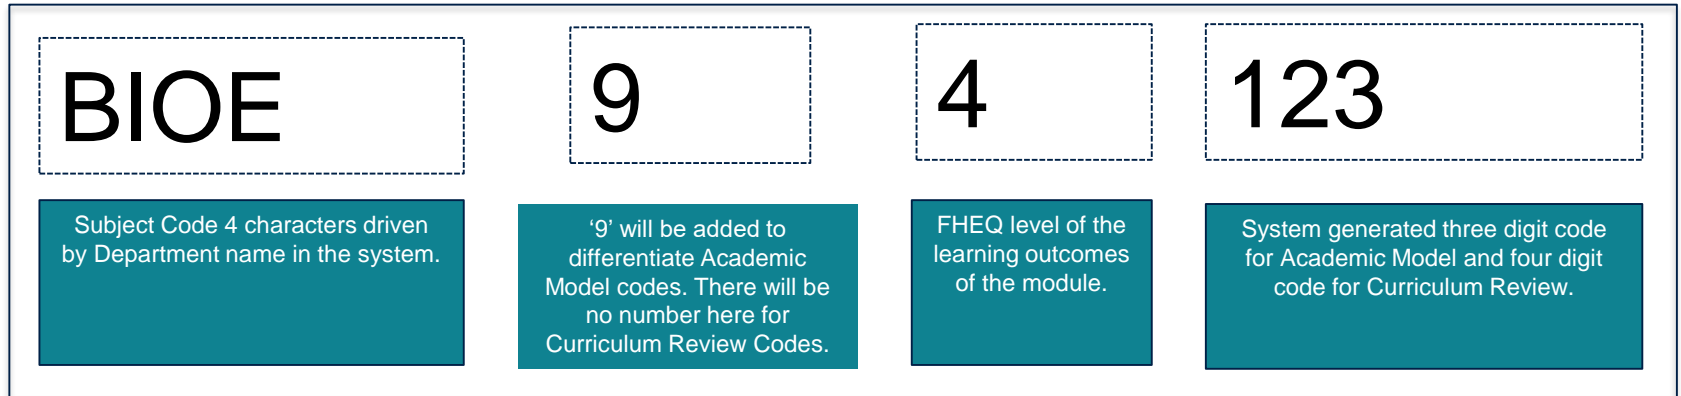 BIOE
9
4
123
Subject Code 4 characters driven
by Department name in the system.
‘9’ will be added to
differentiate Academic
Model codes. There will be
no number here for
Curriculum Review Codes.
FHEQ level of the
learning outcomes
of the module.
System generated three digit code
for Academic Model and four digit
code for Curriculum Review.